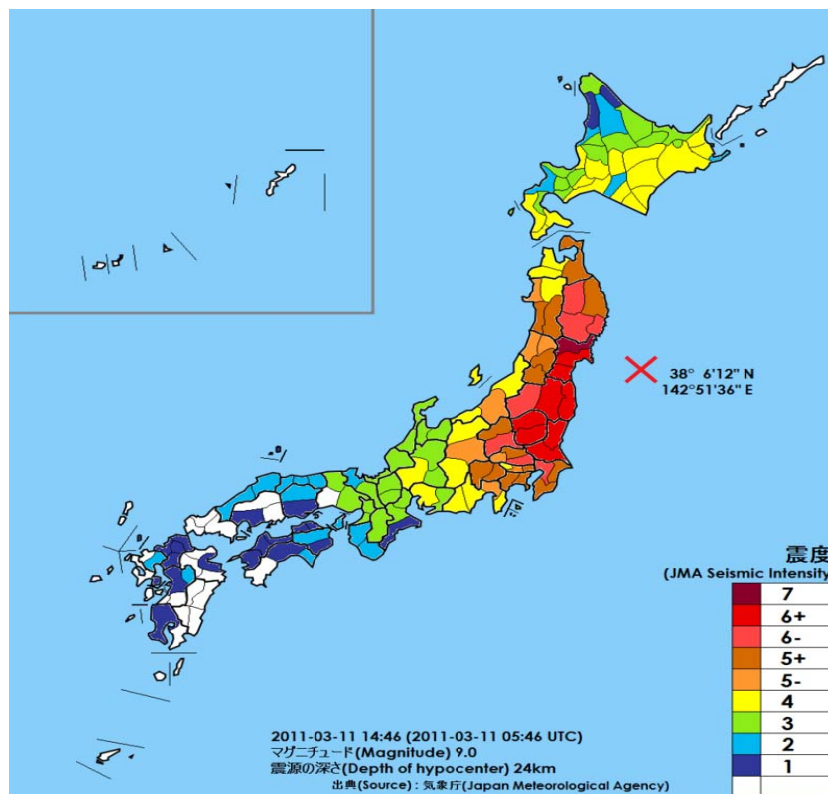 38° 6'12" N
142°51'36" E
震度
(JMA Seismic Intensity)
7
6+
6-
5+
5-
4
3
2
1
2011-03-11 14:46 (2011-03-11 05:46 UTC)
マグニチュード(Magnitude) 9.0
震源の深さ(Depth of hypocenter) 24km
出典(Source) : 気象庁(Japan Meteorological Agency)